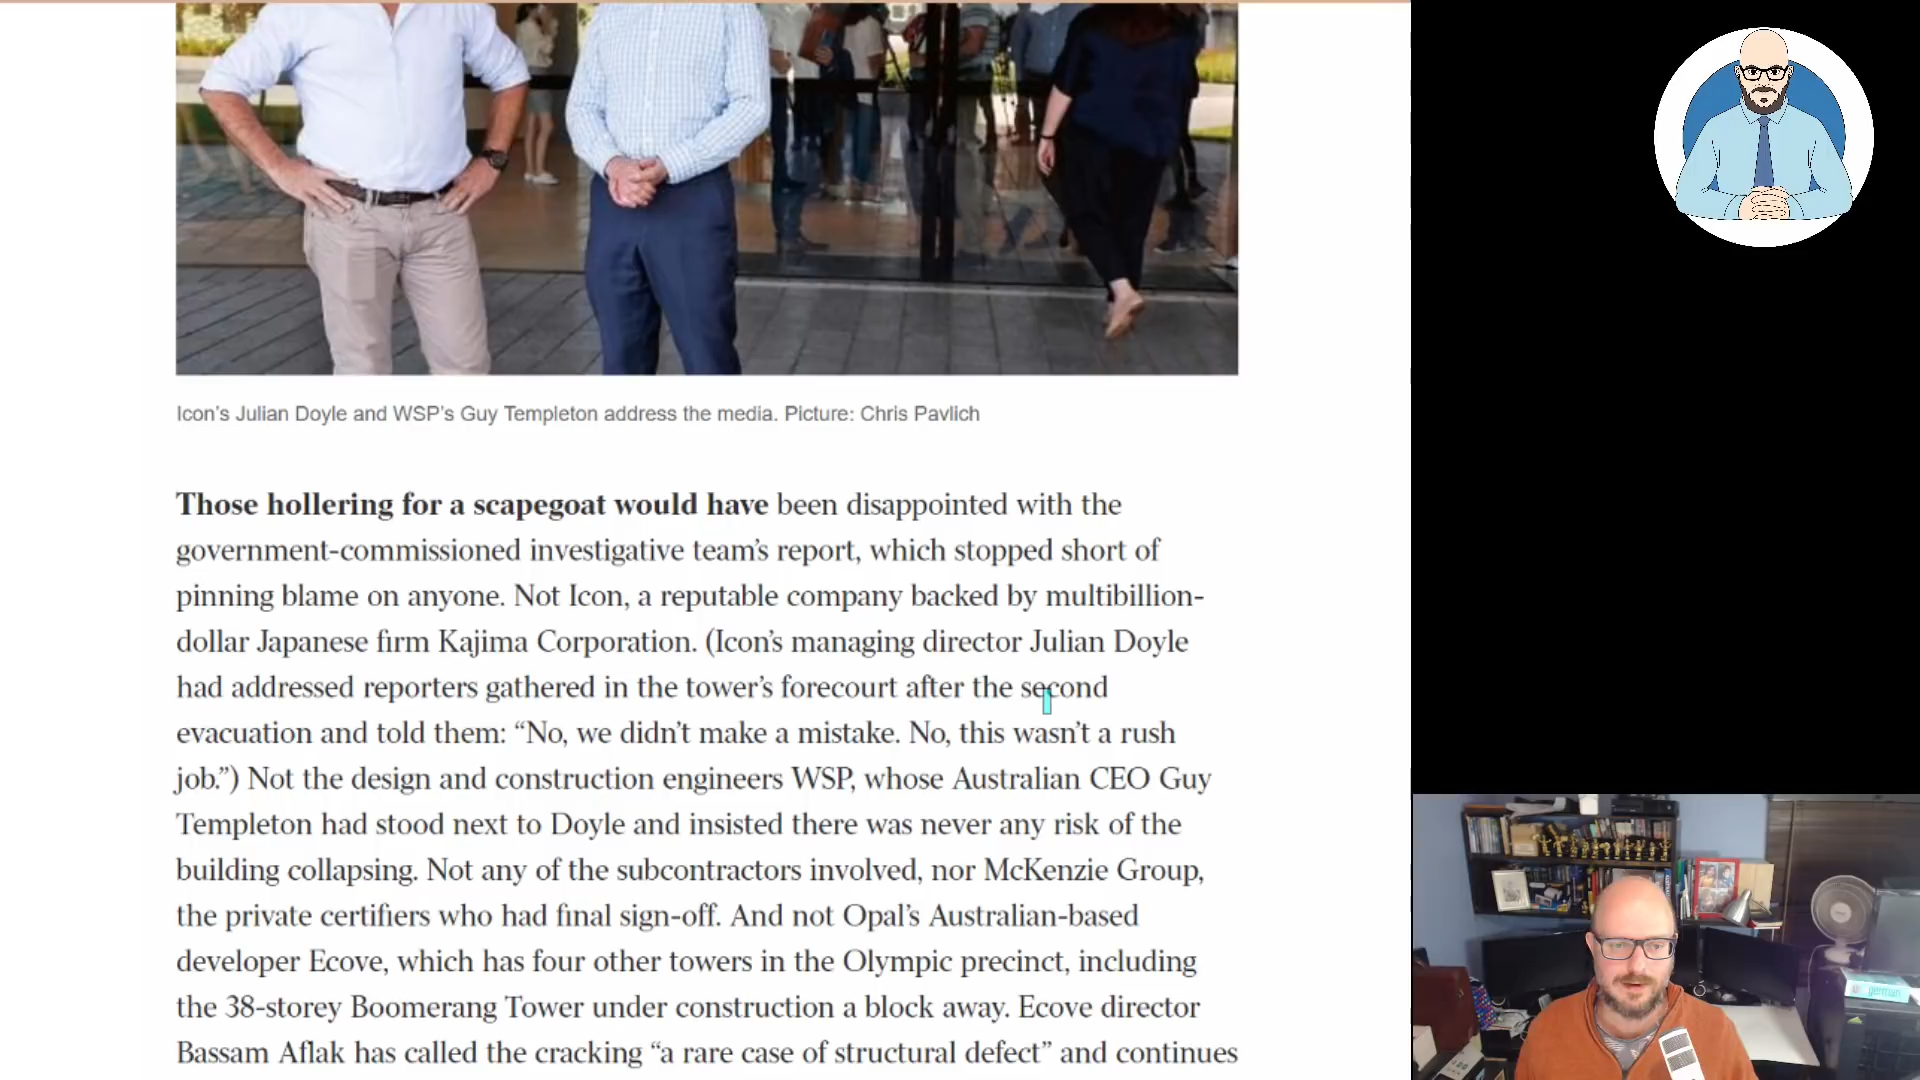 Icon's Julian Doyle and WSP's Guy Templeton address the media. Picture: Chris Pavlich
Those hollering for a scapegoat would have been disappointed with the
government-commissioned investigative team's report, which stopped short of
pinning blame on anyone. Not Icon, a reputable company backed by multibillion-
dollar Japanese firm Kajima Corporation. (Icon's managing director Julian Doyle
had addressed reporters gathered in the tower's forecourt after the second
evacuation and told them: “No, we didn't make a mistake. No, this wasn't a rush
job.”) Not the design and construction engineers WSP, whose Australian CEO Guy
Templeton had stood next to Doyle and insisted there was never any risk of the
building collapsing. Not any of the subcontractors involved, nor McKenzie Group,
the private certifiers who had final sign-off. And not Opal's Australian-based
developer Ecove, which has four other towers in the Olympic precinct, including
the 38-storey Boomerang Tower under construction a block away. Ecove director
Bassam Aflak has called the cracking “a rare case of structural defect” and continues
german